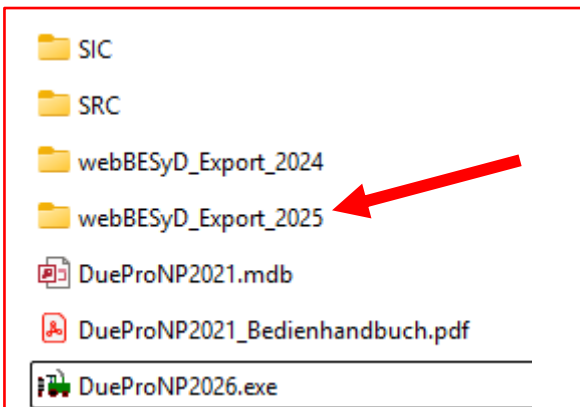 SIC
SRC
webBESyD_Export_2024
webBESyD_Export_2025
DueProNP2021.mdb
DueProNP2021_Bedienhandbuch.pdf
DueProNP2026.exe